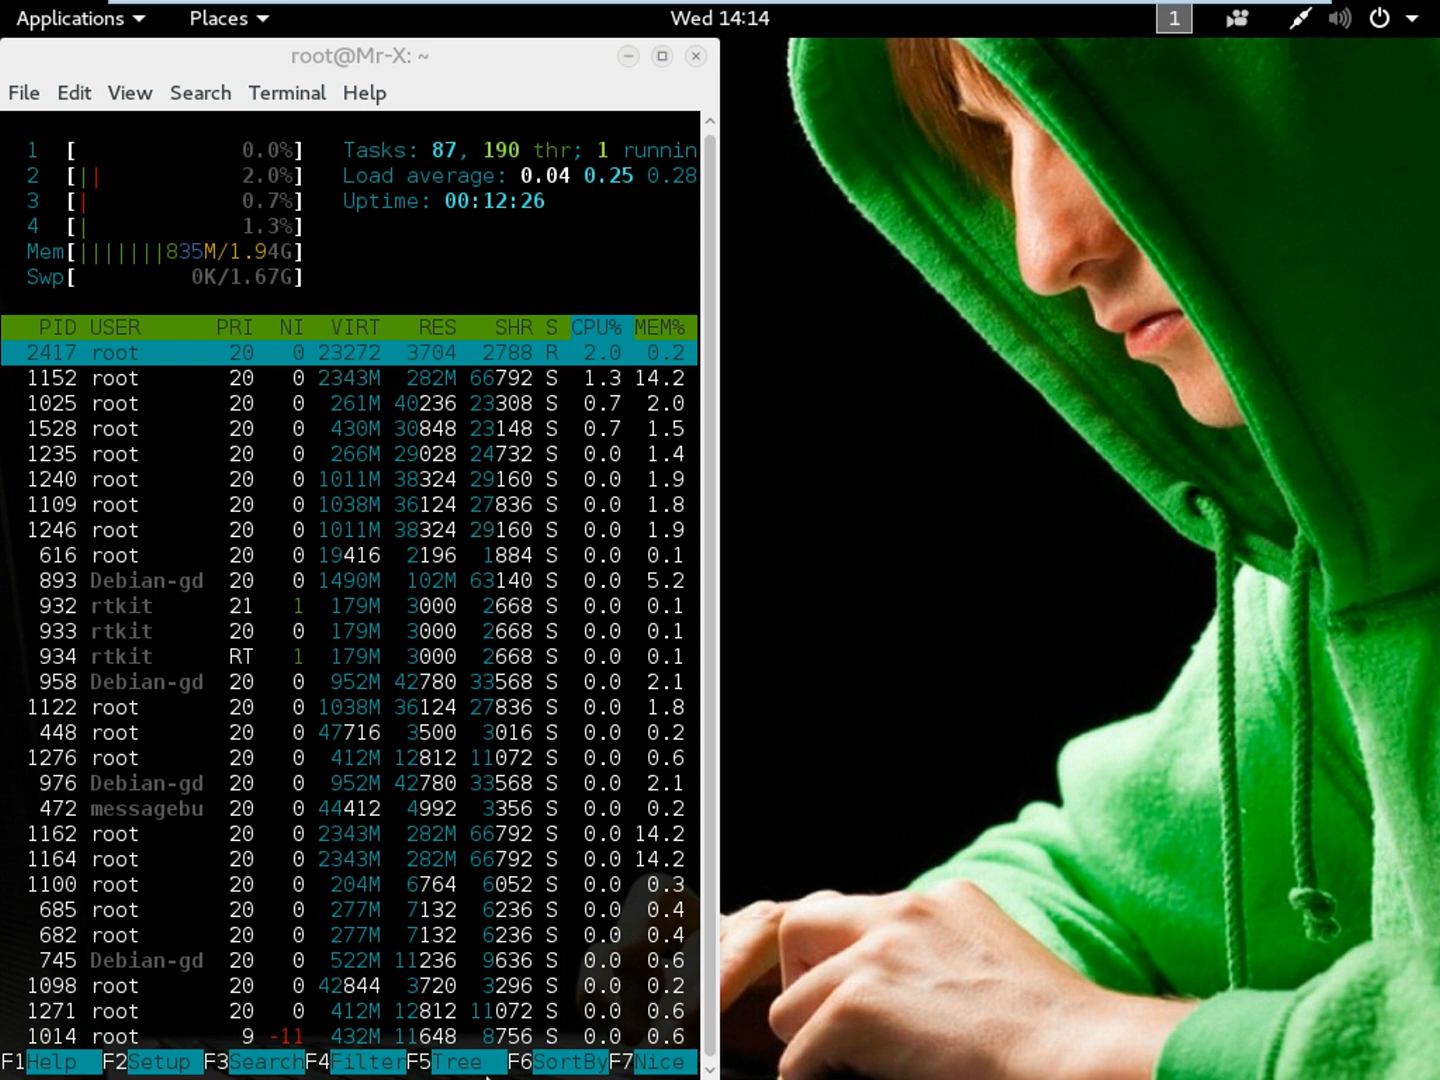 Applications Places Wed 14:14 1
root@Mr-X: ~
File Edit View Search Terminal Help
1 [ 0.0%] Tasks: 87, 190 thr; 1 runnin
2 [|| 2.0%] Load average: 0.04 0.25 0.28
3 [| 0.7%] Uptime: 00:12:26
4 [| 1.3%]
Mem[|||||||835M/1.94G]
Swp[ 0K/1.67G]
PID USER PRI NI VIRT RES SHR S CPU% MEM%
2417 root 20 0 23272 3704 2788 R 2.0 0.2
1152 root 20 0 2343M 282M 66792 S 1.3 14.2
1025 root 20 0 261M 40236 23308 S 0.7 2.0
1528 root 20 0 430M 30848 23148 S 0.7 1.5
1235 root 20 0 266M 29028 24732 S 0.0 1.4
1240 root 20 0 1011M 38324 29160 S 0.0 1.9
1109 root 20 0 1038M 36124 27836 S 0.0 1.8
1246 root 20 0 1011M 38324 29160 S 0.0 1.9
616 root 20 0 19416 2196 1884 S 0.0 0.1
893 Debian-gd 20 0 1490M 102M 63140 S 0.0 5.2
932 rtkit 21 1 179M 3000 2668 S 0.0 0.1
933 rtkit 20 0 179M 3000 2668 S 0.0 0.1
934 rtkit RT 1 179M 3000 2668 S 0.0 0.1
958 Debian-gd 20 0 952M 42780 33568 S 0.0 2.1
1122 root 20 0 1038M 36124 27836 S 0.0 1.8
448 root 20 0 47716 3500 3016 S 0.0 0.2
1276 root 20 0 412M 12812 11072 S 0.0 0.6
976 Debian-gd 20 0 952M 42780 33568 S 0.0 2.1
472 messagebu 20 0 44412 4992 3356 S 0.0 0.2
1162 root 20 0 2343M 282M 66792 S 0.0 14.2
1164 root 20 0 2343M 282M 66792 S 0.0 14.2
1100 root 20 0 204M 6764 6052 S 0.0 0.3
685 root 20 0 277M 7132 6236 S 0.0 0.4
682 root 20 0 277M 7132 6236 S 0.0 0.4
745 Debian-gd 20 0 522M 11236 9636 S 0.0 0.6
1098 root 20 0 42844 3720 3296 S 0.0 0.2
1271 root 20 0 412M 12812 11072 S 0.0 0.6
1014 root 9 -11 432M 11648 8756 S 0.0 0.6
F1Help F2Setup F3SearchF4FilterF5Tree F6SortByF7Nice